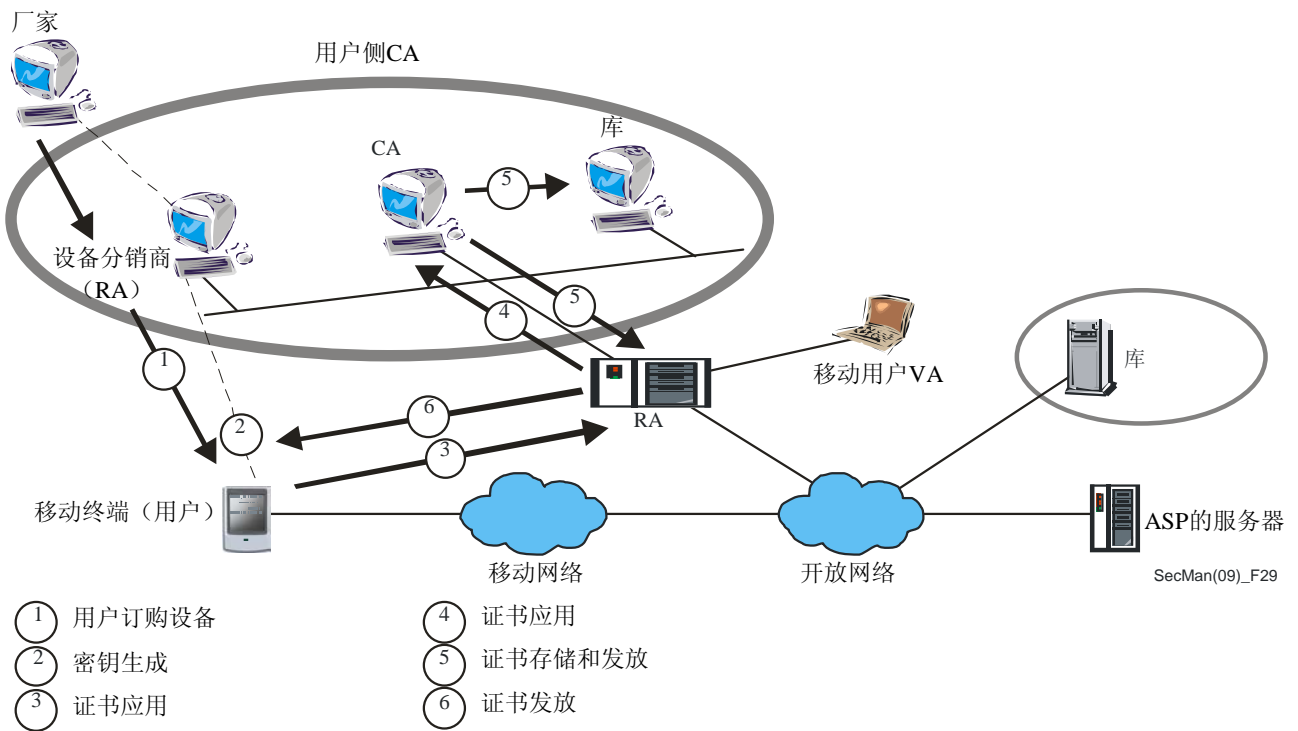 厂家
用户侧CA
库
CA
5
设备分销商
（RA）
4
5
1
移动用户VA
库
6
RA
2
3
移动终端（用户）
ASP的服务器
移动网络
开放网络
SecMan(09)_F29
1 用户订购设备
2 密钥生成
3 证书应用
4 证书应用
5 证书存储和发放
6 证书发放